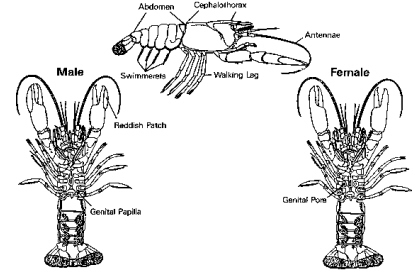 Abdomen
Cephalothorax
Antennae
Swimmerets
Walking Leg
Male
Female
Reddish Patch
Genital Papilla
Genital Pore